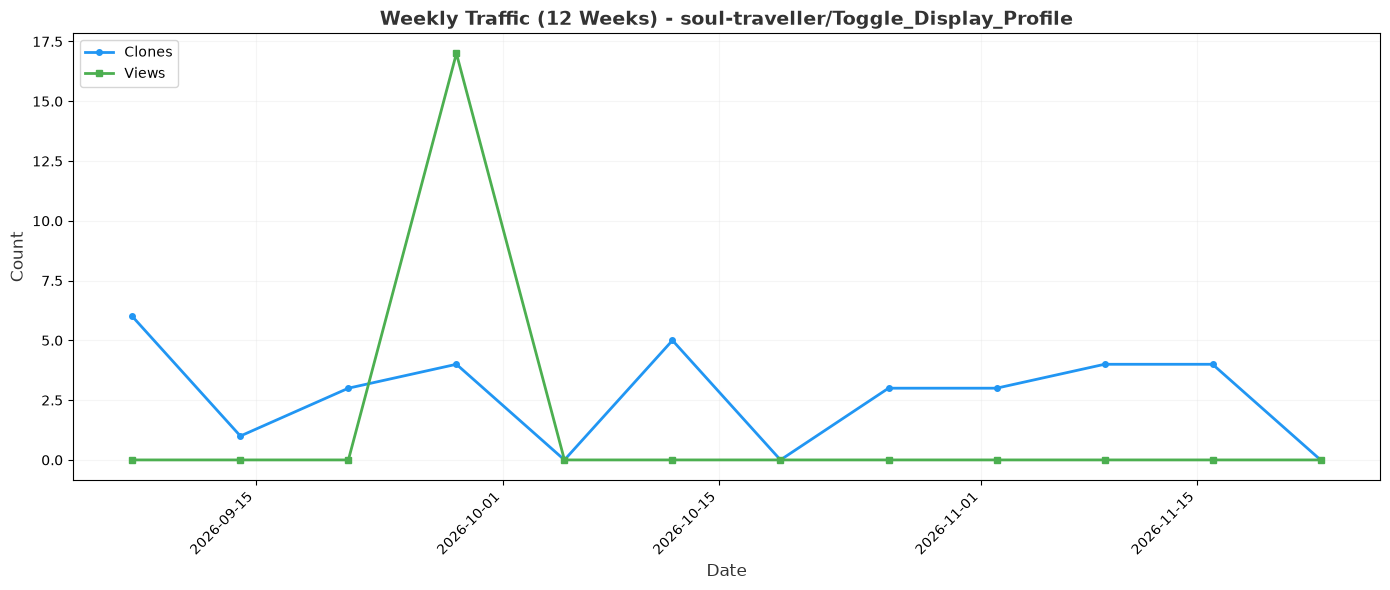 Weekly Traffic (12 Weeks) - soul-traveller/Toggle_Display_Profile
Clones
Views
17.5
15.0
12.5
10.0
7.5
5.0
2.5
0.0
Count
2026-09-15
2026-10-01
2026-10-15
2026-11-01
2026-11-15
Date